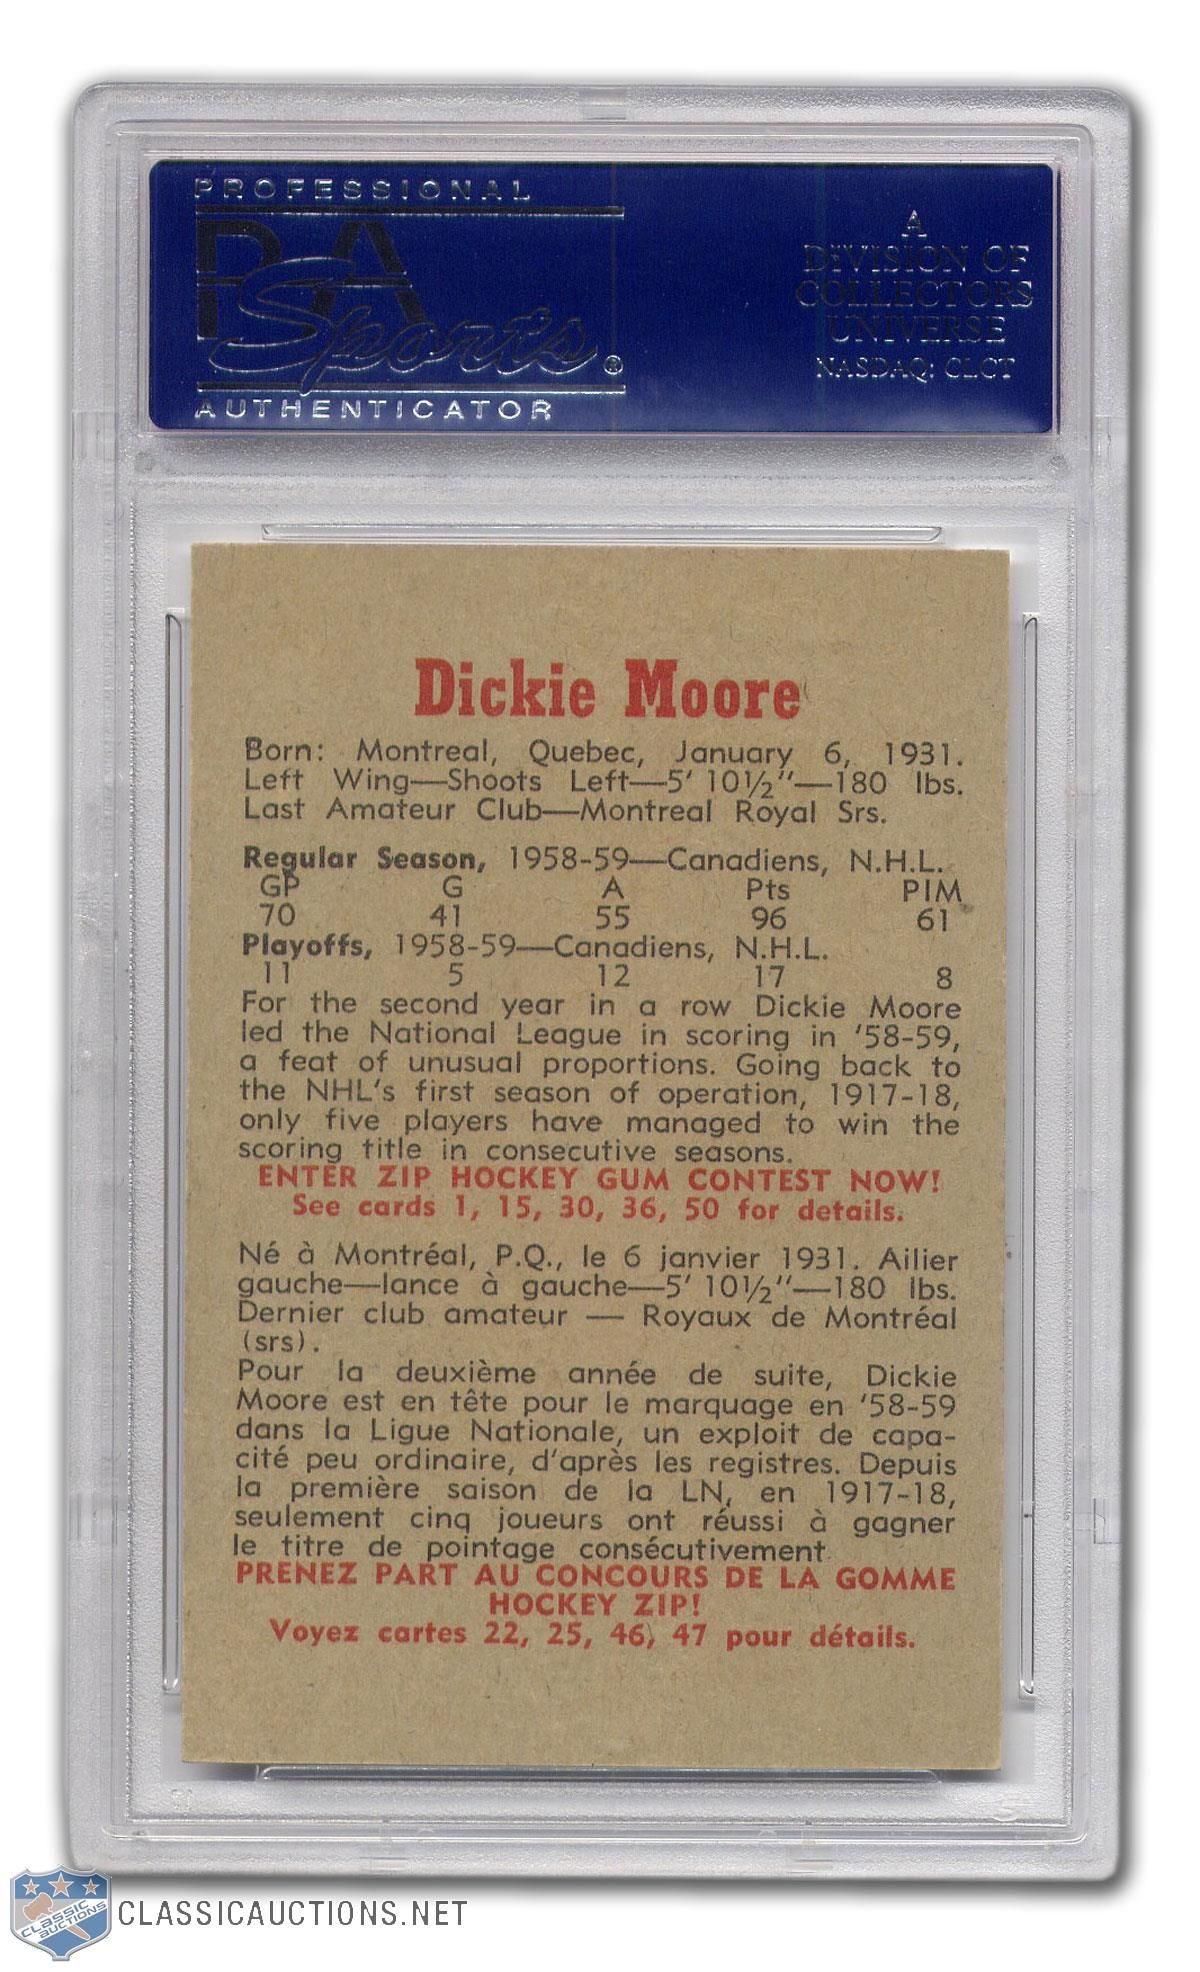 PROFESSIONAL
PSA
Sports®
AUTHENTICATOR
A
DIVISION OF
COLLECTORS
UNIVERSE
NASDAQ: CLCT
Dickie Moore
Born: Montreal, Quebec, January 6, 1931.
Left Wing—Shoots Left—5' 10½"—180 lbs.
Last Amateur Club—Montreal Royal Srs.
Regular Season, 1958-59—Canadiens, N.H.L.
GP G A Pts PIM
70 41 55 96 61
Playoffs, 1958-59—Canadiens, N.H.L.
11 5 12 17 8
For the second year in a row Dickie Moore
led the National League in scoring in '58-59,
a feat of unusual proportions. Going back to
the NHL's first season of operation, 1917-18,
only five players have managed to win the
scoring title in consecutive seasons.
ENTER ZIP HOCKEY GUM CONTEST NOW!
See cards 1, 15, 30, 36, 50 for details.
Né à Montréal, P.Q., le 6 janvier 1931. Ailier
gauche—lance à gauche—5' 10½"—180 lbs.
Dernier club amateur — Royaux de Montréal
(srs).
Pour la deuxième année de suite, Dickie
Moore est en tête pour le marquage en '58-59
dans la Ligue Nationale, un exploit de capa-
cité peu ordinaire, d'après les registres. Depuis
la première saison de la LN, en 1917-18,
seulement cinq joueurs ont réussi à gagner
le titre de pointage consécutivement
PRENEZ PART AU CONCOURS DE LA GOMME
HOCKEY ZIP!
Voyez cartes 22, 25, 46, 47 pour détails.
CLASSIC
AUCTIONS
CLASSICAUCTIONS.NET